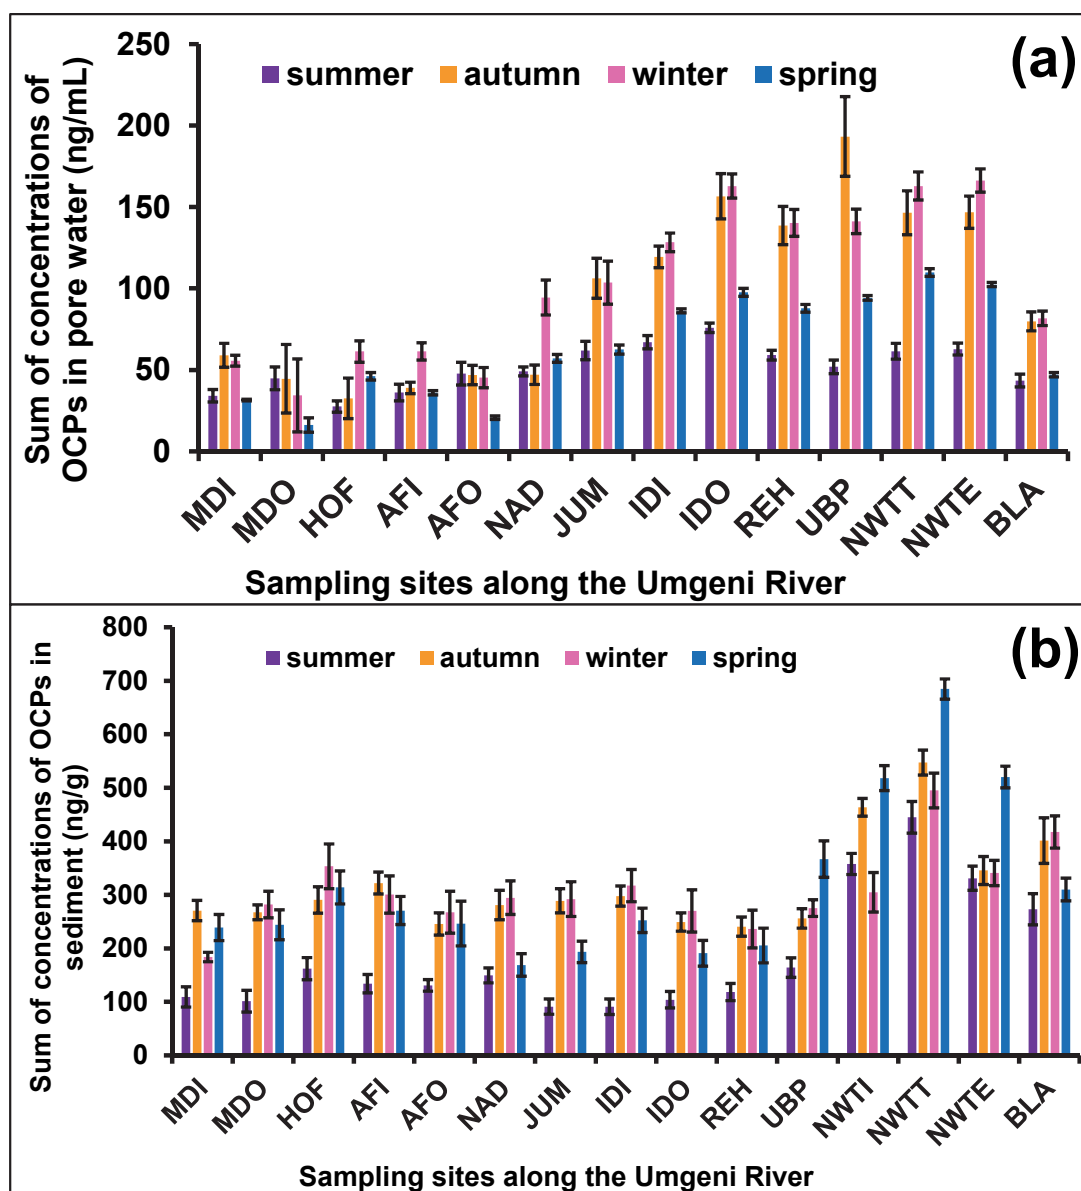 (a)
summer autumn winter spring
250
200
150
100
50
0
Sum of concentrations of
OCPs in pore water (ng/mL)
MDI MDO HOF AFI AFO NAD JUM IDI IDO REH UBP NWTT NWTE BLA
Sampling sites along the Umgeni River
(b)
summer autumn winter spring
800
700
600
500
400
300
200
100
0
Sum of concentrations of OCPs in
sediment (ng/g)
MDI MDO HOF AFI AFO NAD JUM IDI IDO REH UBP NWTI NWTT NWTE BLA
Sampling sites along the Umgeni River